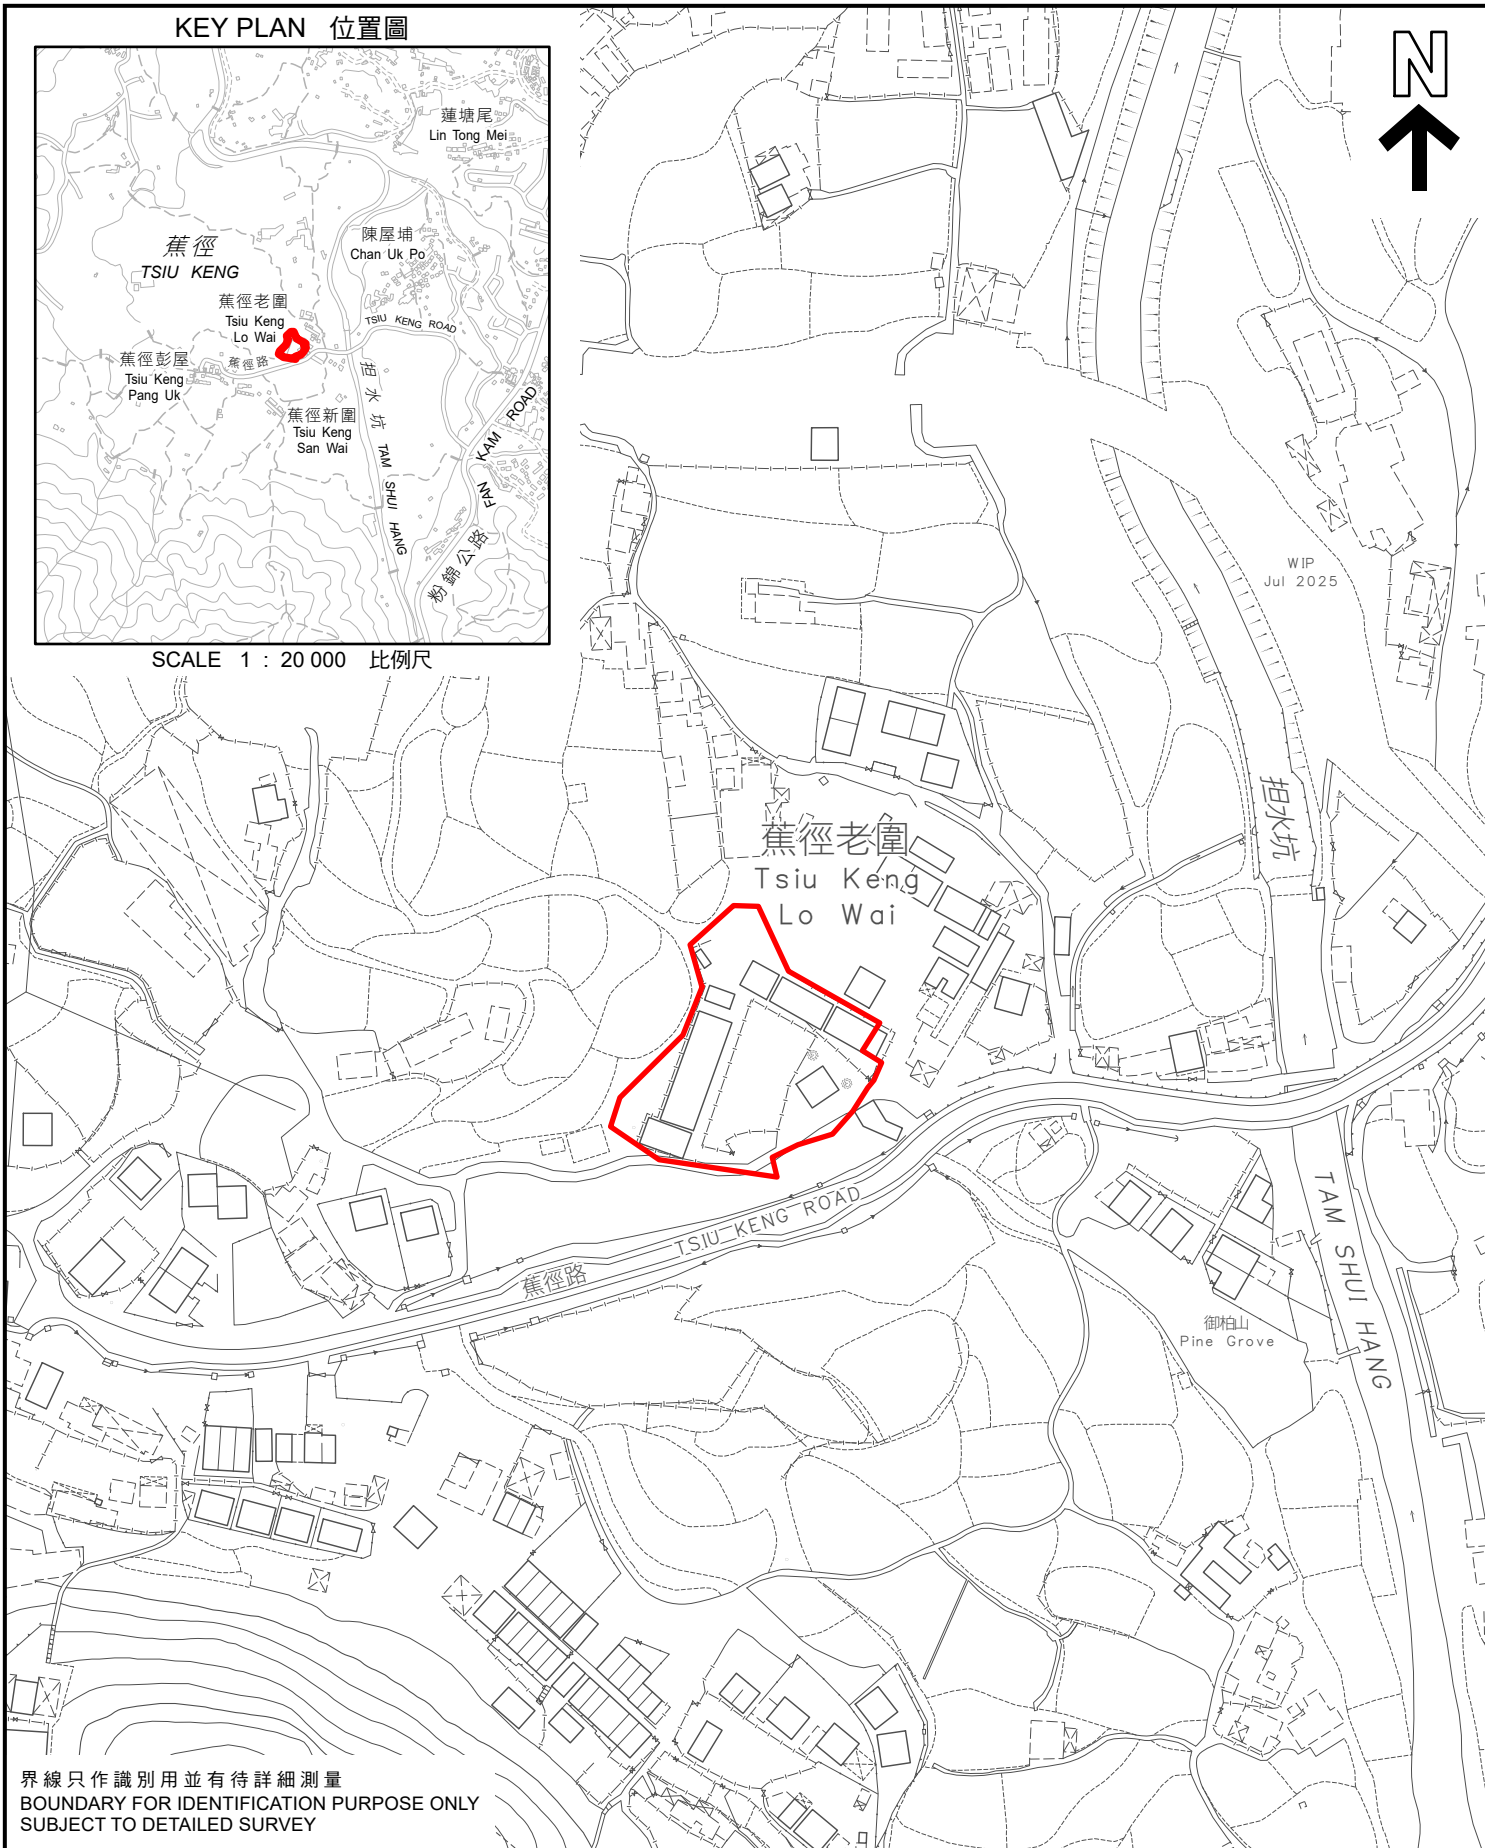 KEY PLAN 位置圖
蓮塘尾
Lin Tong Mei
蕉徑
TSIU KENG
陳屋埔
Chan Uk Po
蕉徑老圍
Tsiu Keng
Lo Wai
TSIU KENG ROAD
蕉徑路
蕉徑彭屋
Tsiu Keng
Pang Uk
蕉徑新圍
Tsiu Keng
San Wai
抇水坑
TAM SHUI HANG
FAN KAM ROAD
粉錦公路
SCALE 1 : 20 000 比例尺
N
WIP
Jul 2025
蕉徑老圍
Tsiu Keng
Lo Wai
抇水坑
TAM SHUI HANG
TSIU KENG ROAD
蕉徑路
御柏山
Pine Grove
界線只作識別用並有待詳細測量
BOUNDARY FOR IDENTIFICATION PURPOSE ONLY
SUBJECT TO DETAILED SURVEY